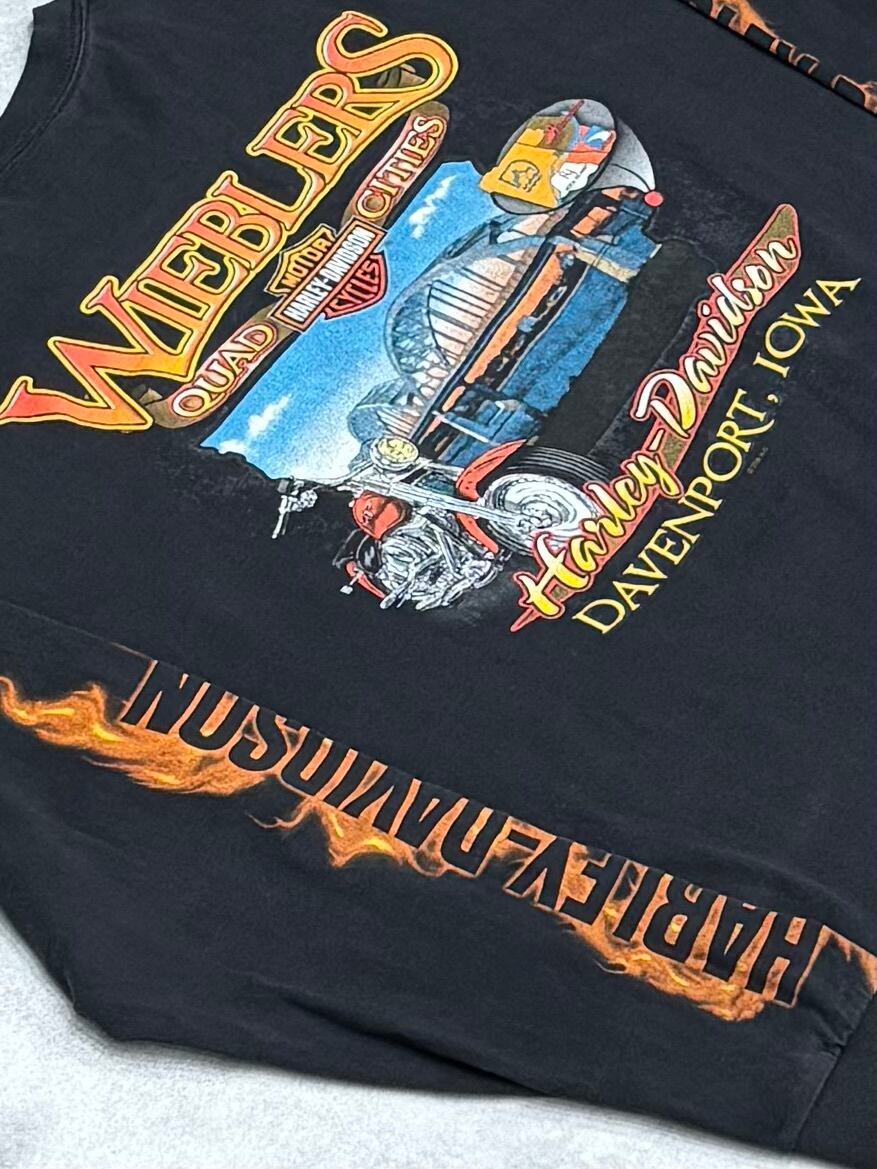 WIEBLERS
QUAD CITIES
MOTOR
HARLEY-DAVIDSON
CYCLES
Harley-Davidson
DAVENPORT, IOWA
HARLEY-DAVIDSON